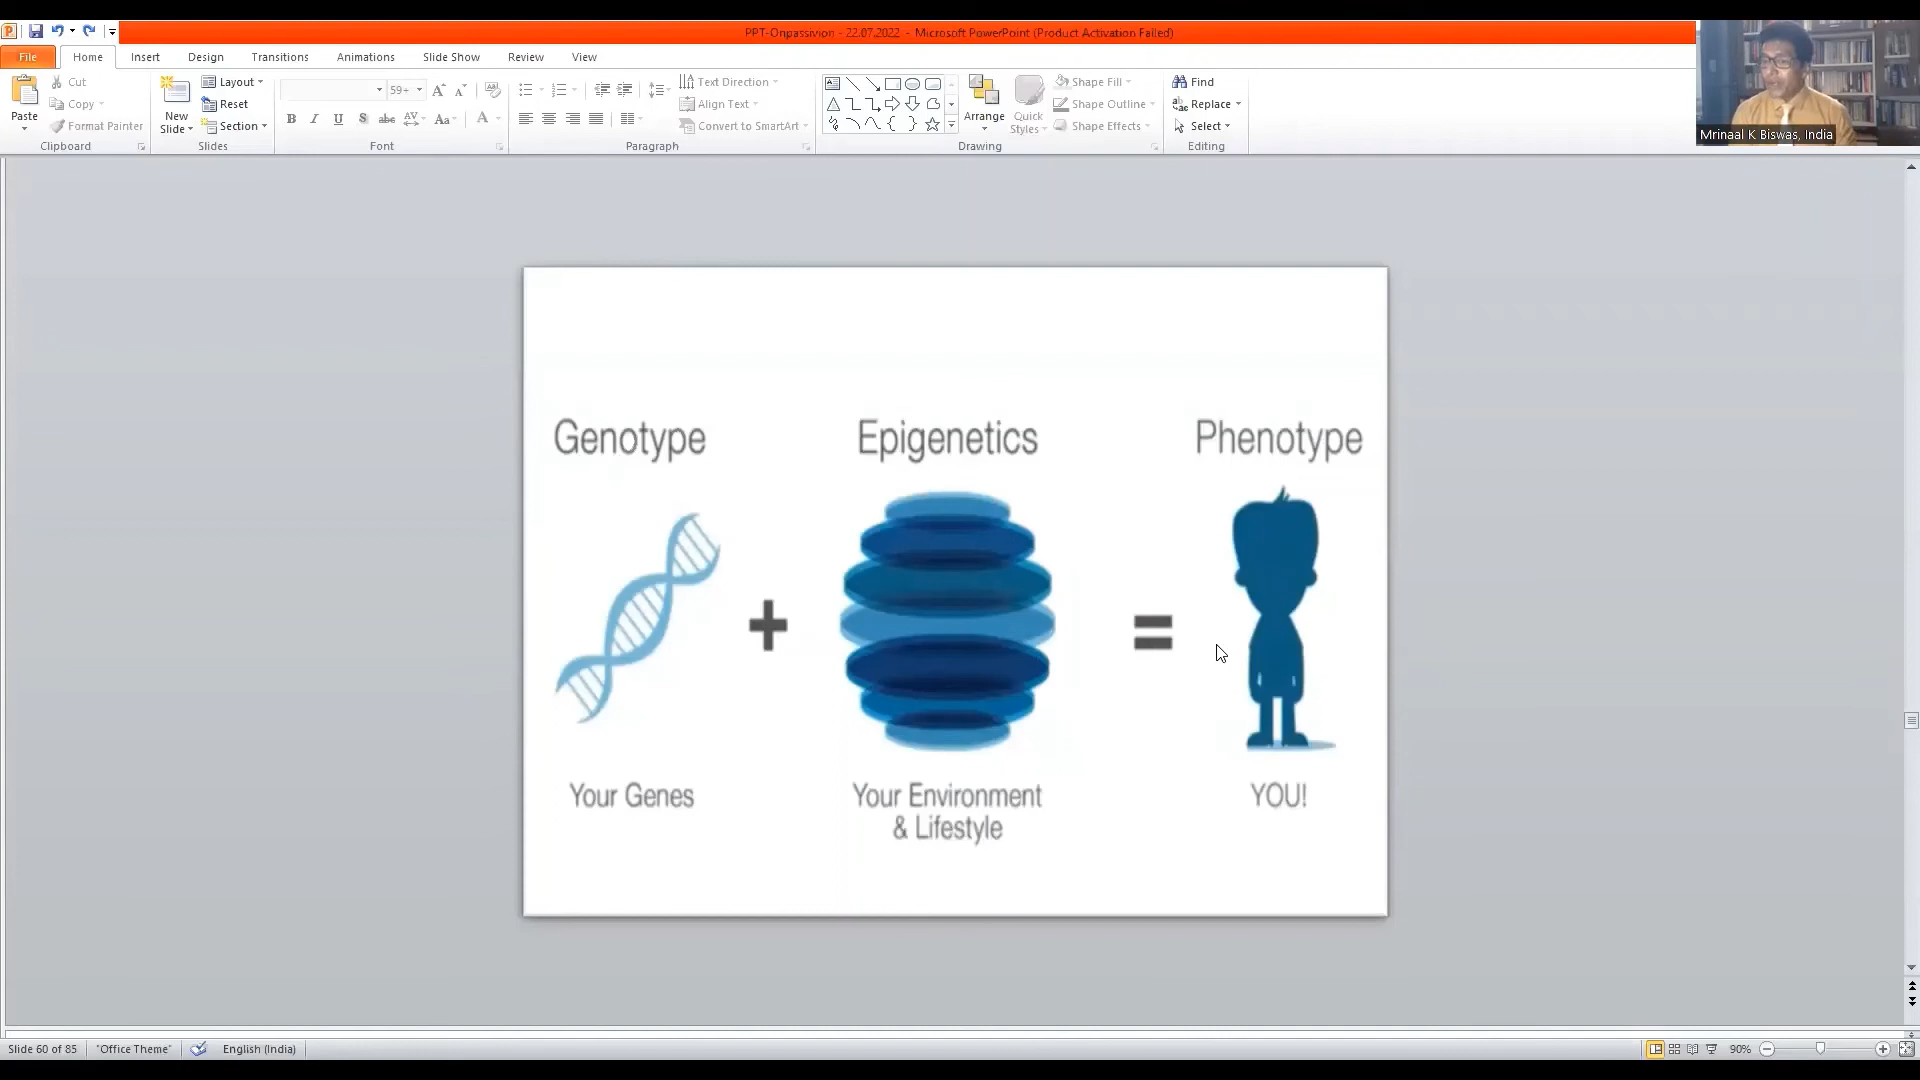 PPT-Onpassivion - 22.07.2022 - Microsoft PowerPoint (Product Activation Failed)
File Home Insert Design Transitions Animations Slide Show Review View
Paste
Cut
Copy
Format Painter
Clipboard
New Slide
Layout
Reset
Section
Slides
59+
B I U S abc AV Aa A
Font
Text Direction
Align Text
Convert to SmartArt
Paragraph
Arrange
Quick Styles
Shape Fill
Shape Outline
Shape Effects
Drawing
Find
Replace
Select
Editing
Mrinaal K Biswas, India
Genotype + Epigenetics = Phenotype
Your Genes
Your Environment
& Lifestyle
YOU!
Slide 60 of 85 "Office Theme" English (India) 90%